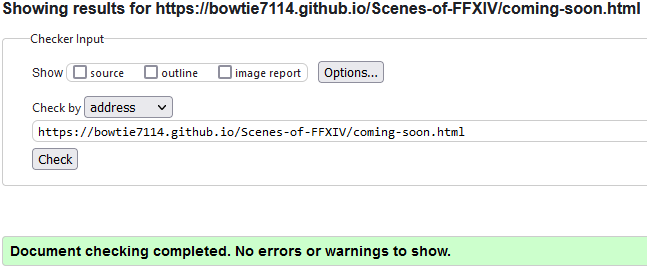 Showing results for https://bowtie7114.github.io/Scenes-of-FFXIV/coming-soon.html
Checker Input
Show source outline image report Options...
Check by address
https://bowtie7114.github.io/Scenes-of-FFXIV/coming-soon.html
Check
Document checking completed. No errors or warnings to show.